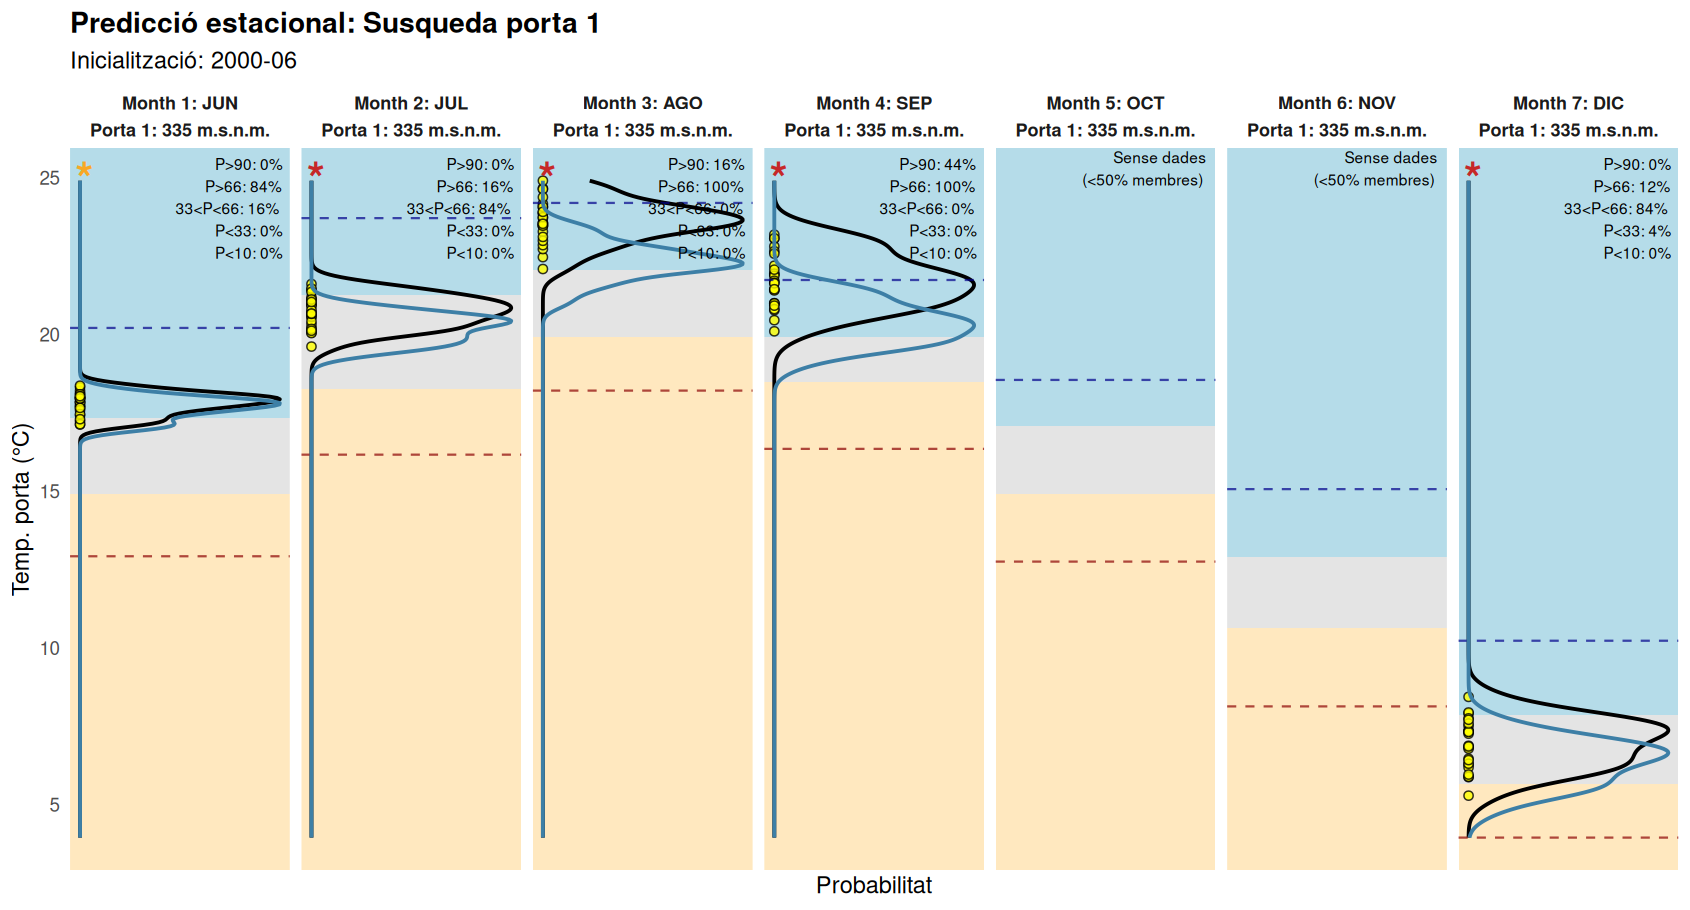 Predicció estacional: Susqueda porta 1
Inicialització: 2000-06
Month 1: JUN
Porta 1: 335 m.s.n.m.
Month 2: JUL
Porta 1: 335 m.s.n.m.
Month 3: AGO
Porta 1: 335 m.s.n.m.
Month 4: SEP
Porta 1: 335 m.s.n.m.
Month 5: OCT
Porta 1: 335 m.s.n.m.
Month 6: NOV
Porta 1: 335 m.s.n.m.
Month 7: DIC
Porta 1: 335 m.s.n.m.
*
P>90: 0%
P>66: 84%
33<P<66: 16%
P<33: 0%
P<10: 0%
*
P>90: 0%
P>66: 16%
33<P<66: 84%
P<33: 0%
P<10: 0%
*
P>90: 16%
P>66: 100%
33<P<66: 0%
P<33: 0%
P<10: 0%
*
P>90: 44%
P>66: 100%
33<P<66: 0%
P<33: 0%
P<10: 0%
Sense dades
(<50% membres)
Sense dades
(<50% membres)
*
P>90: 0%
P>66: 12%
33<P<66: 84%
P<33: 4%
P<10: 0%
25
20
15
10
5
Temp. porta (°C)
Probabilitat